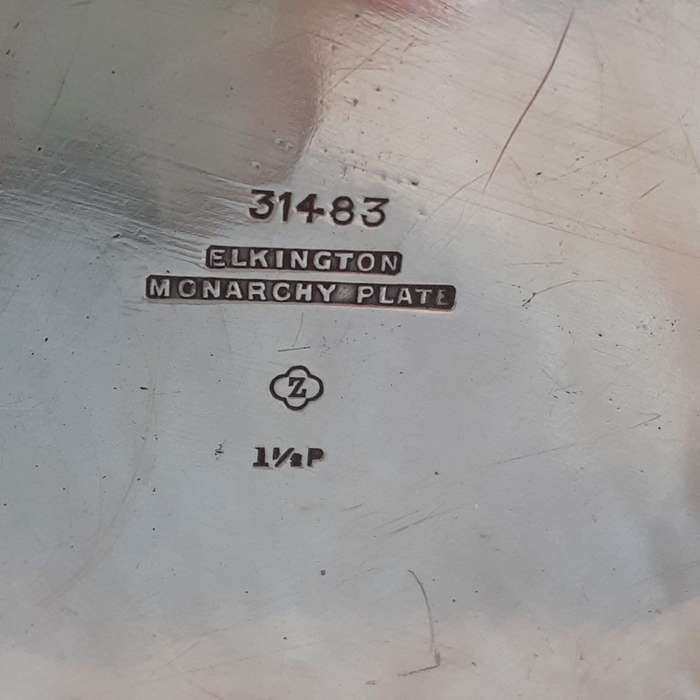 31483
ELKINGTON
MONARCHY PLATE
Z
1½P